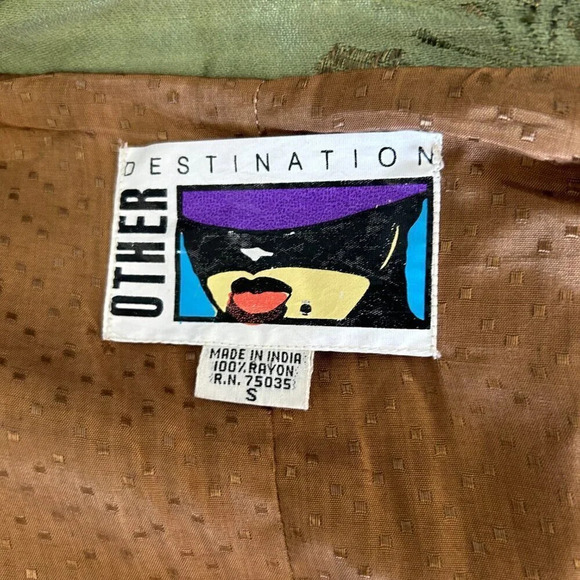 DESTINATION
OTHER
MADE IN INDIA
100% RAYON
R.N. 75035
S